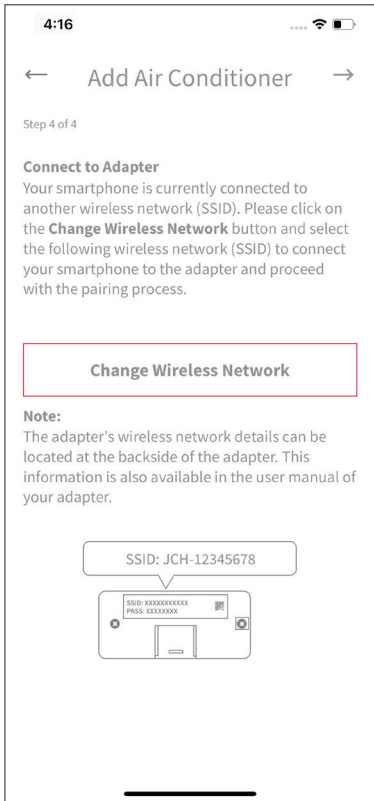 4:16
Add Air Conditioner
Step 4 of 4
Connect to Adapter
Your smartphone is currently connected to
another wireless network (SSID). Please click on
the Change Wireless Network button and select
the following wireless network (SSID) to connect
your smartphone to the adapter and proceed
with the pairing process.
Change Wireless Network
Note:
The adapter's wireless network details can be
located at the backside of the adapter. This
information is also available in the user manual of
your adapter.
SSID: JCH-12345678
SSID: XXXXXXXXXXX
PASS: XXXXXXXX